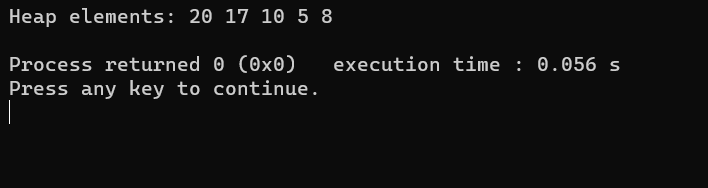 Heap elements: 20 17 10 5 8
Process returned 0 (0x0)   execution time : 0.056 s
Press any key to continue.